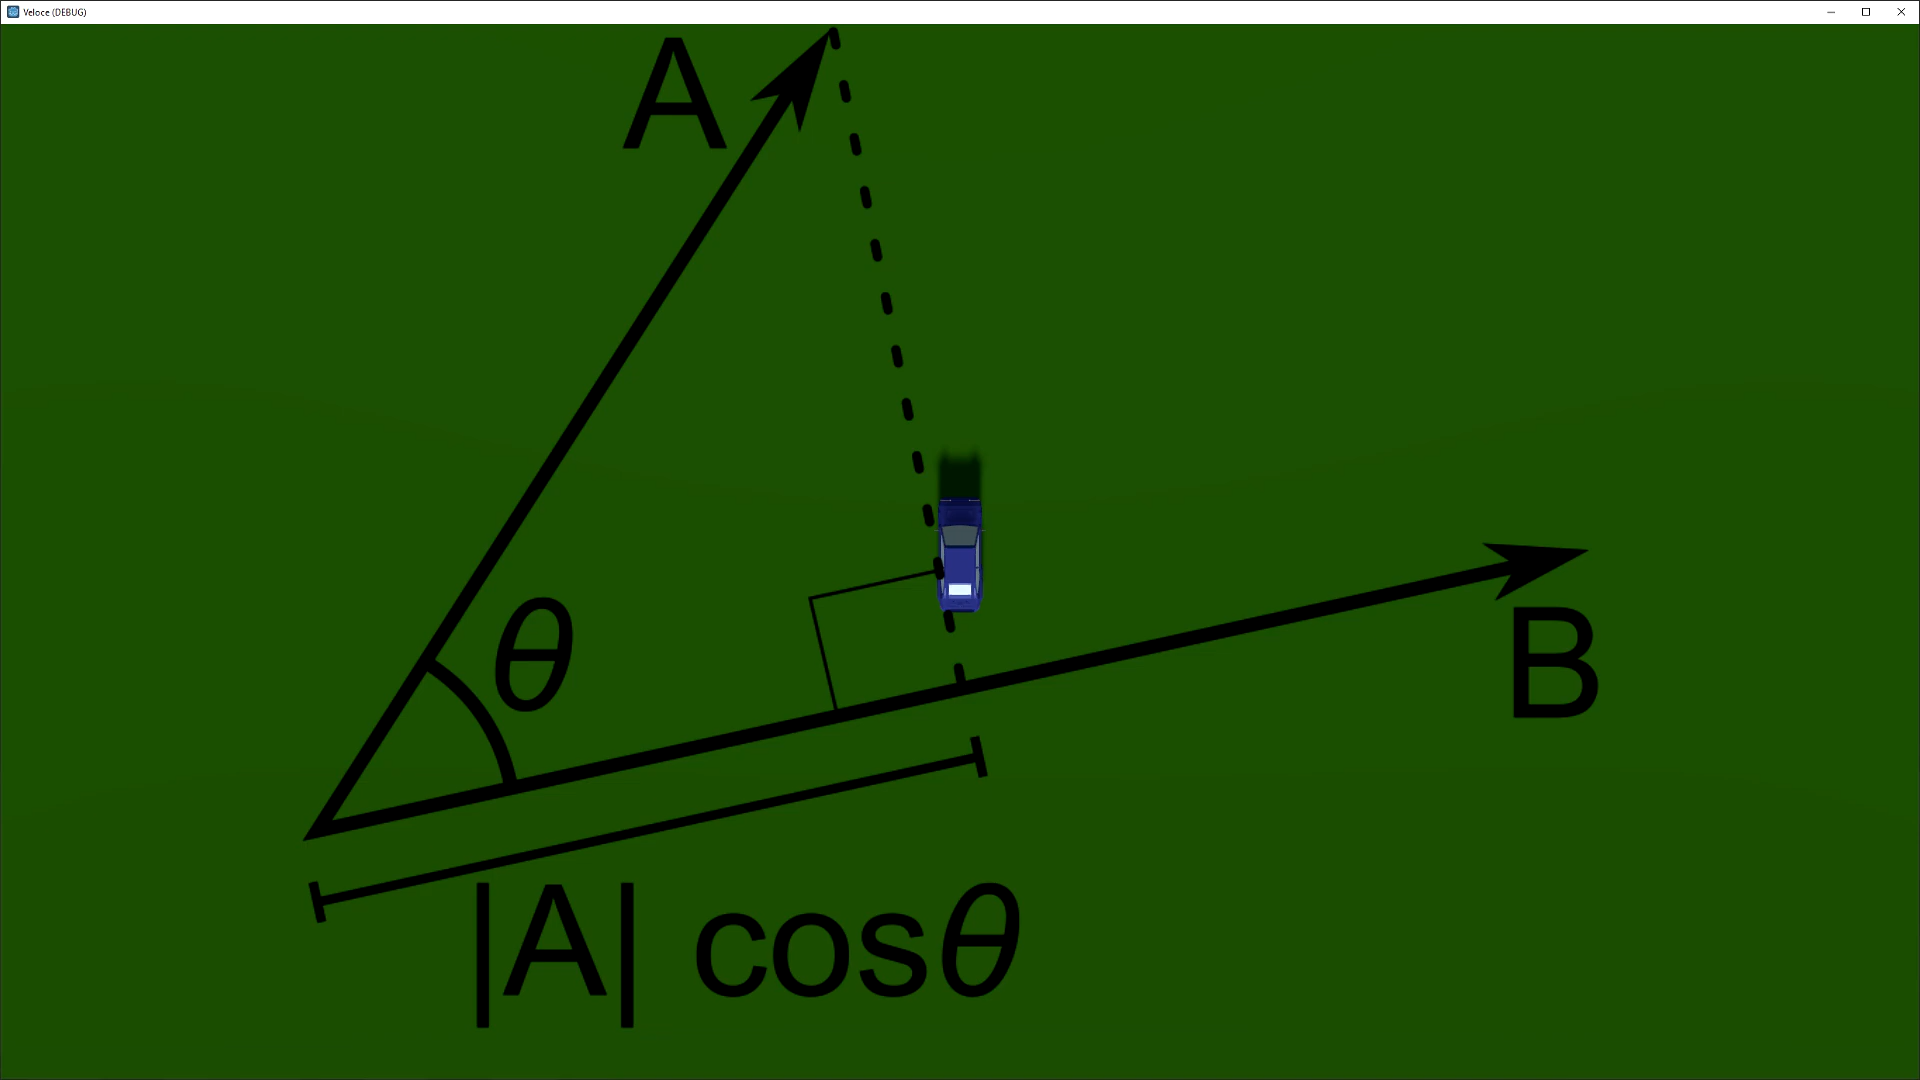 Veloce (DEBUG)
A
θ
B
|A| cosθ